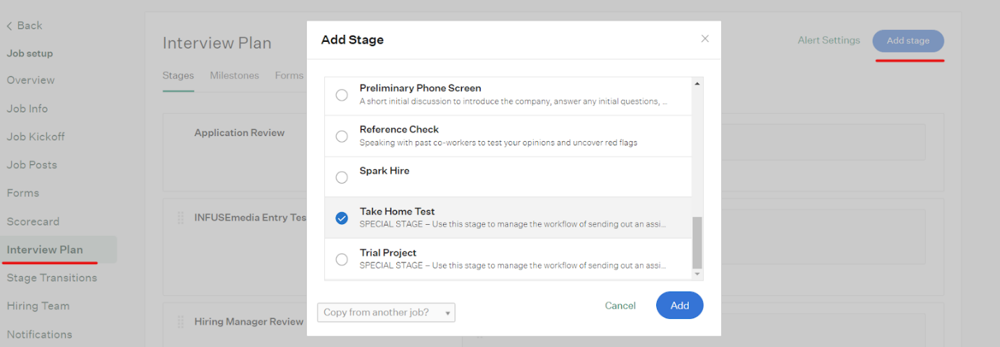 Back
Job setup
Overview
Job Info
Job Kickoff
Job Posts
Forms
Scorecard
Interview Plan
Stage Transitions
Hiring Team
Notifications
Interview Plan
Alert Settings
Add stage
Stages Milestones Forms
Application Review
INFUSEmedia Entry Tes
Hiring Manager Review
Add Stage
Preliminary Phone Screen
A short initial discussion to introduce the company, answer any initial questions, ...
Reference Check
Speaking with past co-workers to test your opinions and uncover red flags
Spark Hire
Take Home Test
SPECIAL STAGE – Use this stage to manage the workflow of sending out an assi...
Trial Project
SPECIAL STAGE – Use this stage to manage the workflow of sending out an assi...
Copy from another job?
Cancel
Add